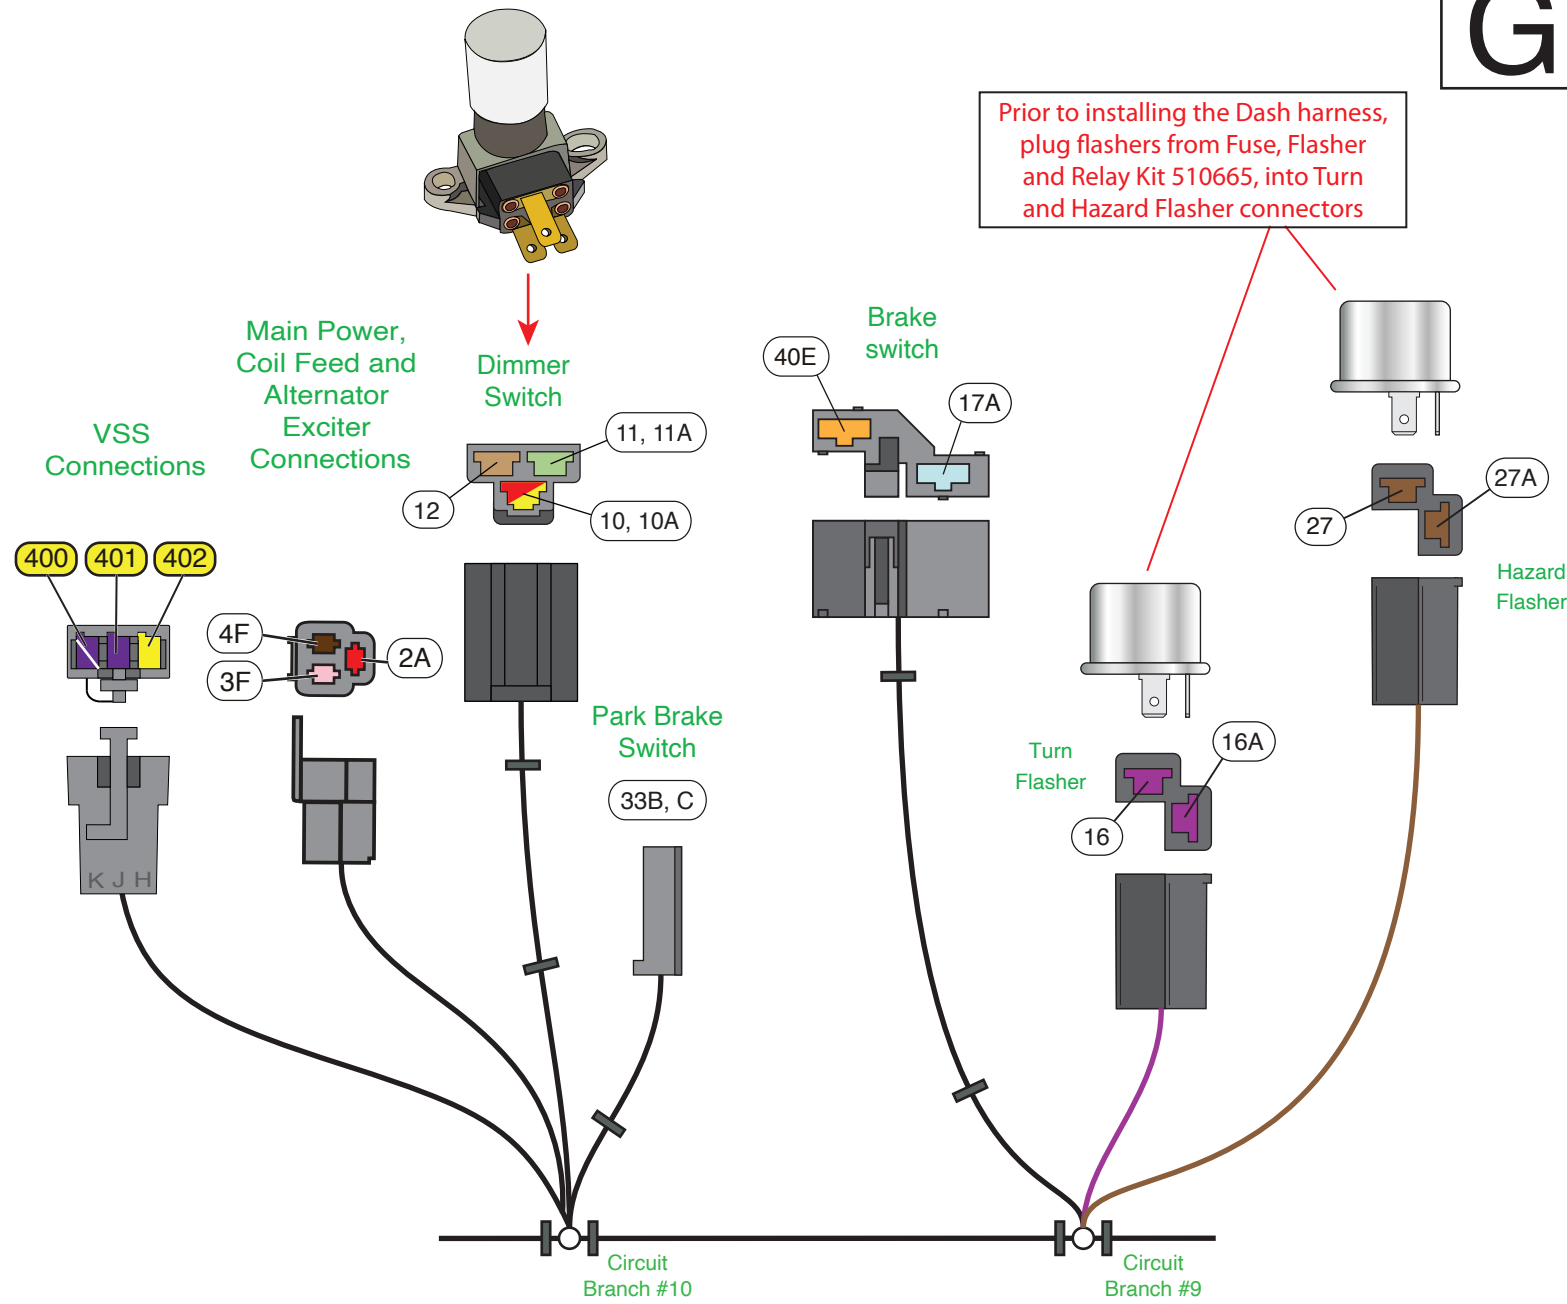 G
Prior to installing the Dash harness,
plug flashers from Fuse, Flasher
and Relay Kit 510665, into Turn
and Hazard Flasher connectors
VSS
Connections
Main Power,
Coil Feed and
Alternator
Exciter
Connections
Dimmer
Switch
Brake
switch
40E
17A
11, 11A
12
10, 10A
27A
27
Hazard
Flasher
400
401
402
4F
3F
2A
Park Brake
Switch
33B, C
Turn
Flasher
16A
16
K J H
Circuit
Branch #10
Circuit
Branch #9